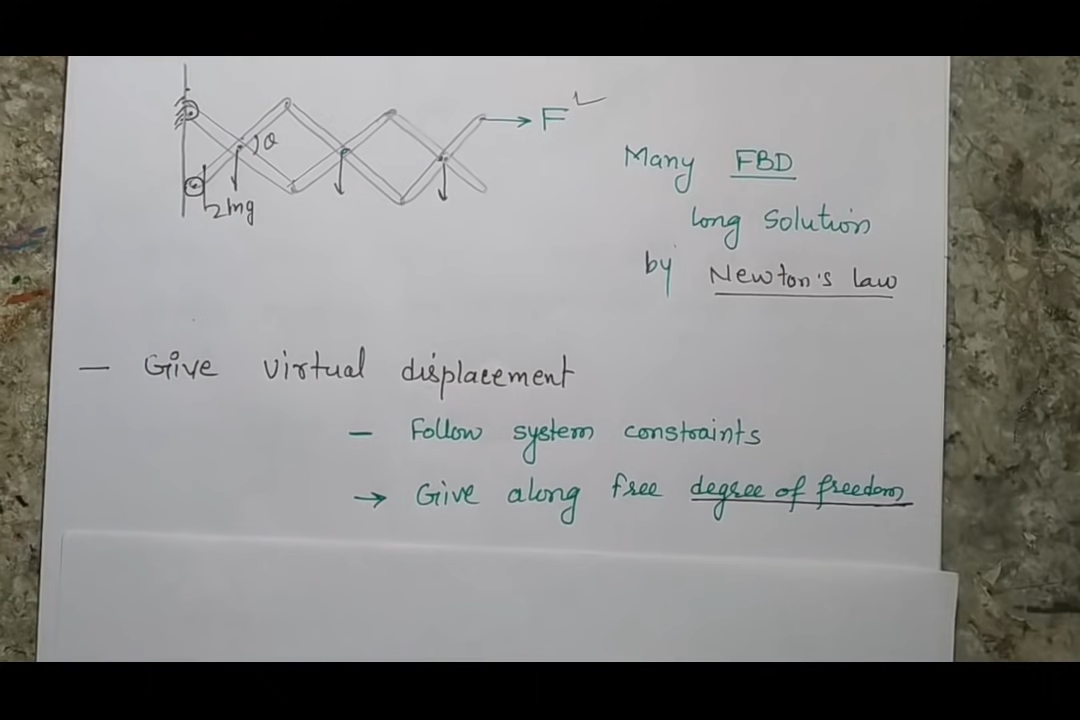 F
θ
2mg
Many FBD
long solution
by Newton's law
— Give virtual displacement
— Follow system constraints
→ Give along free degree of freedom